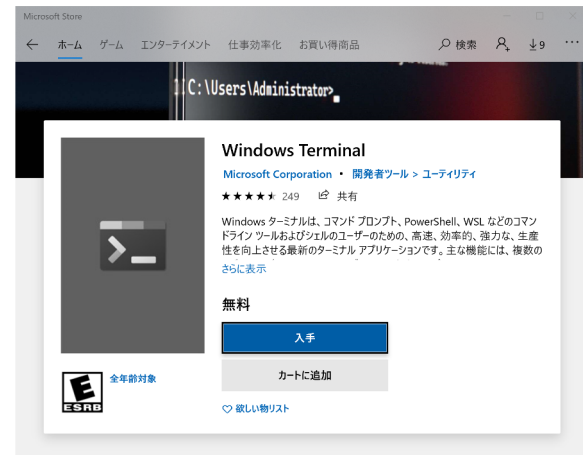 Microsoft Store
ホーム ゲーム エンターテイメント 仕事効率化 お買い得商品 検索 9
C:\Users\Administrator>
Windows Terminal
Microsoft Corporation • 開発者ツール > ユーティリティ
249 共有
Windows ターミナルは、コマンド プロンプト、PowerShell、WSL などのコマン
ドライン ツールおよびシェルのユーザーのための、高速、効率的、強力な、生産
性を向上させる最新のターミナル アプリケーションです。主な機能には、複数の
さらに表示
無料
入手
カートに追加
E
ESRB
全年齢対象
欲しい物リスト